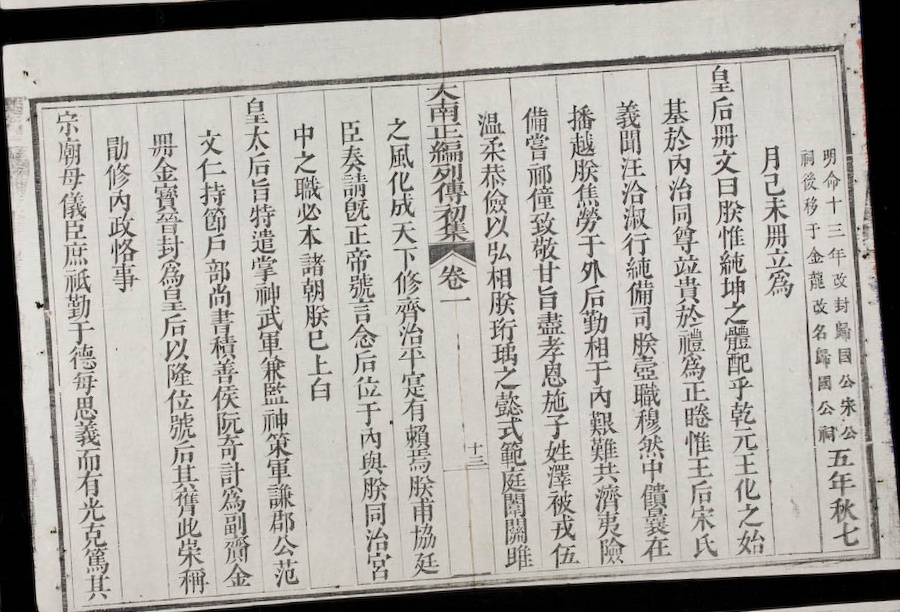 明命十三年改封歸國公宋公
祠後移于金龍改名歸國公祠
五年秋七
月己未冊立為
皇后冊文曰朕惟純坤之體配乎乾元王化之始
基於內治同尊竝貴於禮為正睠惟王后宋氏
義聞汪洽淑行純備司朕壼職穆然中饋曩在
播越朕焦勞于外后勤相于內艱難共濟夷險
備嘗祁僮致敬甘旨盡孝恩施子姓澤被戎伍
溫柔恭儉以弘相朕珩瑀之懿式範庭闈關雎
大南正編列傳初集
卷一
十三
之風化成天下修齊治平寔有賴焉朕甫協廷
臣奏請旣正帝號言念后位于內與朕同治宮
中之職必本諸朝朕巳上白
皇太后旨特遣掌神武軍兼監神策軍謙郡公范
文仁持節戶部尚書積善侯阮奇計為副齎金
冊金寶晉封為皇后以隆位號后其舊此崇稱
勖修內政恪事
宗廟母儀臣庶祇勤于德每思義而有光克篤其